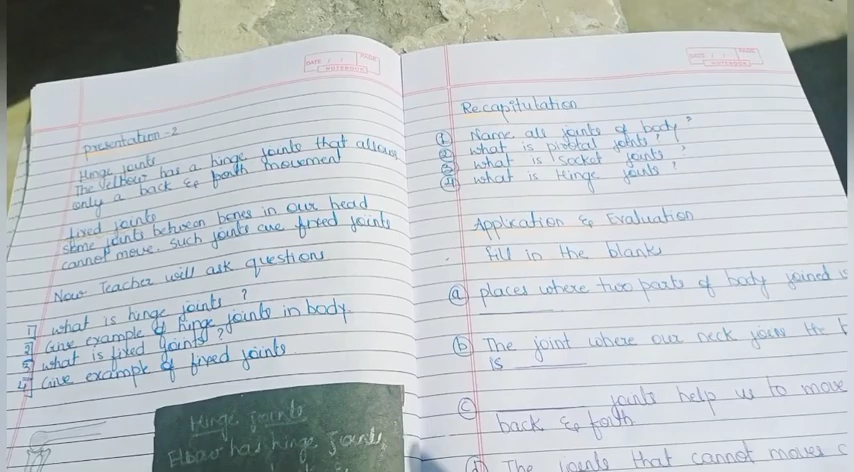 DATE / / PAGE
NOTEBOOK
Presentation-2
Hinge Joints
The elbow has a hinge joints that allows
only a back & forth movement
fixed joints
some joints between bones in our head
cannot move. such joints are fixed joints
Now Teacher will ask questions
1] what is hinge joints ?
2] Give example of hinge joints in body.
3] what is fixed joints ?
4] Give example of fixed joints.
Hinge joints
Elbow has hinge Joints,
DATE / / PAGE
NOTEBOOK
Recapitulation
① Name all joints of body ?
② what is pivotal joints ?
③ what is socket joints ?
④ what is Hinge joints ?
Application & Evaluation
fill in the blanks
ⓐ places where two parts of body joined is
ⓑ The joint where our neck joins the
is ______
ⓒ ______ joints help us to move
back & forth
ⓓ The joints that cannot moves